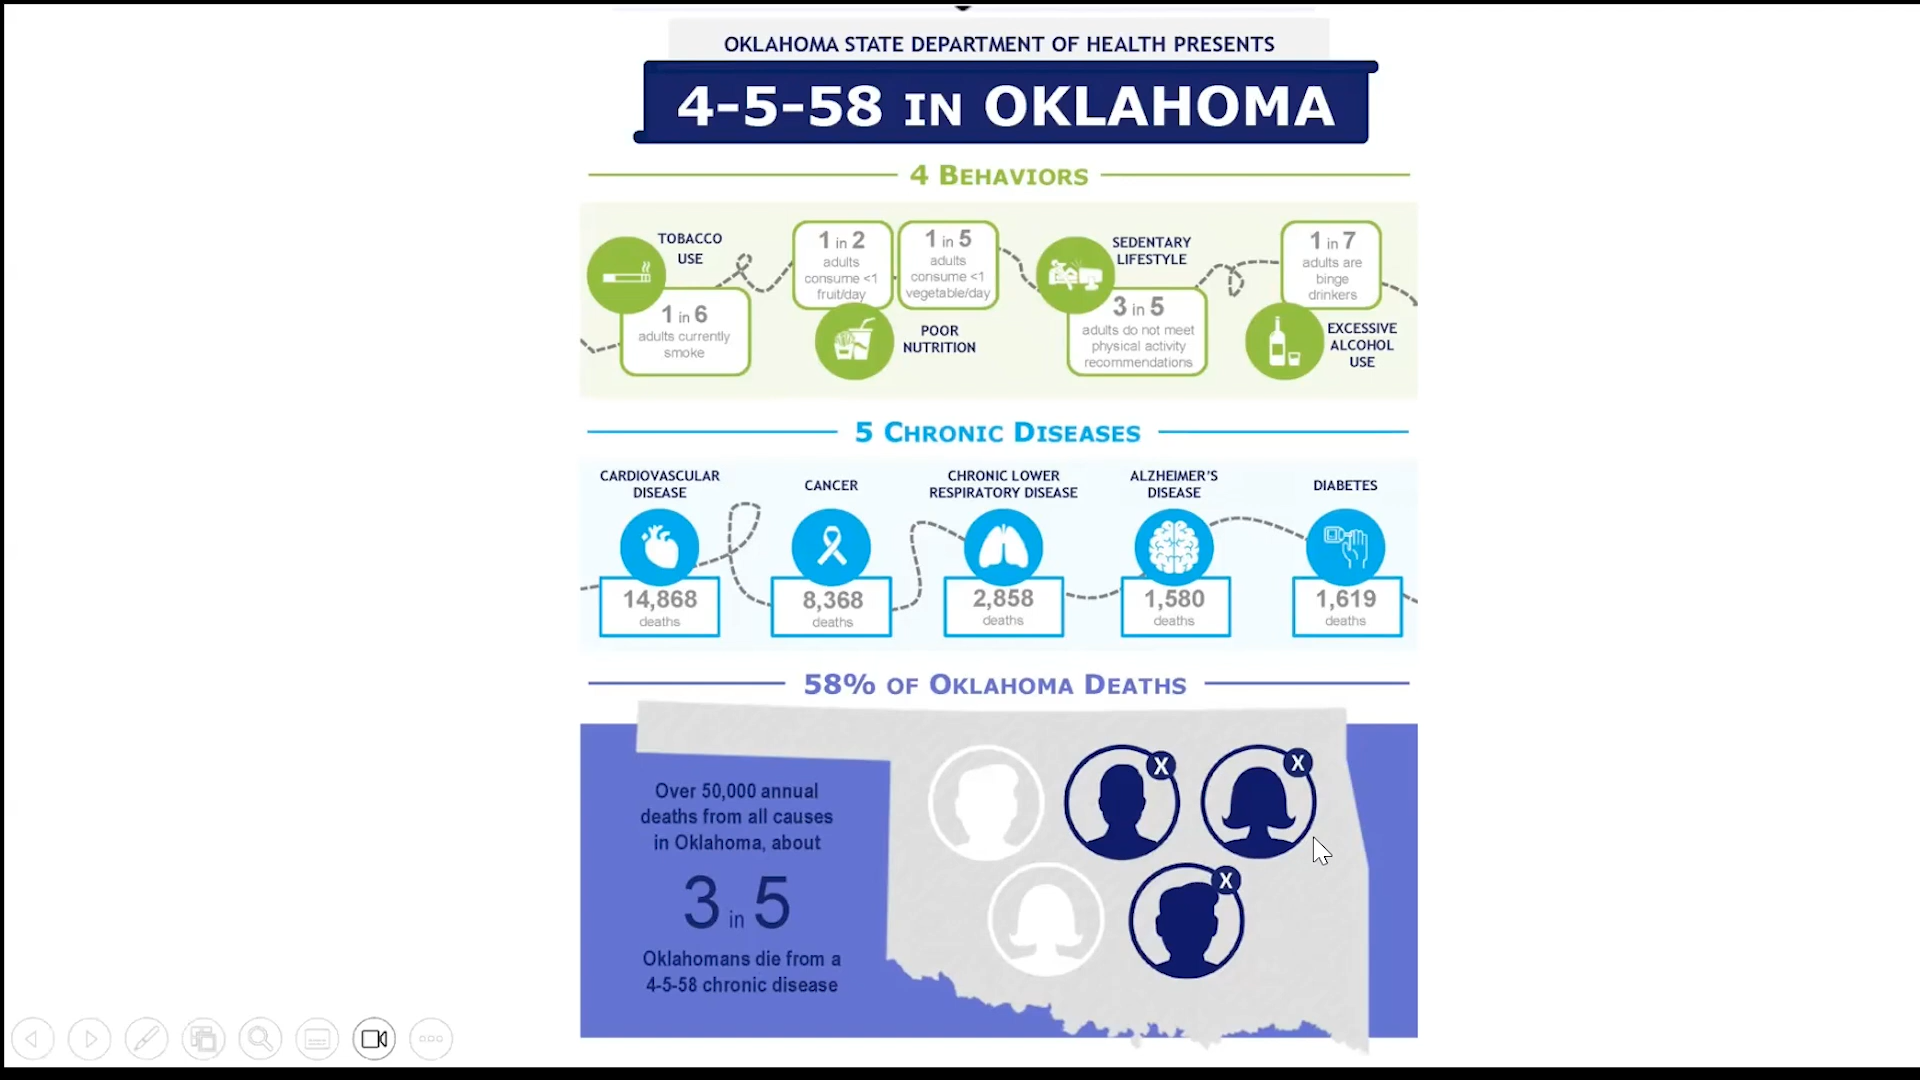 OKLAHOMA STATE DEPARTMENT OF HEALTH PRESENTS
4-5-58 IN OKLAHOMA
4 BEHAVIORS
TOBACCO
USE
1 in 6
adults currently
smoke
1 in 2
adults
consume <1
fruit/day
1 in 5
adults
consume <1
vegetable/day
POOR
NUTRITION
SEDENTARY
LIFESTYLE
3 in 5
adults do not meet
physical activity
recommendations
1 in 7
adults are
binge
drinkers
EXCESSIVE
ALCOHOL
USE
5 CHRONIC DISEASES
CARDIOVASCULAR
DISEASE
14,868
deaths
CANCER
8,368
deaths
CHRONIC LOWER
RESPIRATORY DISEASE
2,858
deaths
ALZHEIMER'S
DISEASE
1,580
deaths
DIABETES
1,619
deaths
58% OF OKLAHOMA DEATHS
Over 50,000 annual
deaths from all causes
in Oklahoma, about
3 in 5
Oklahomans die from a
4-5-58 chronic disease
X
X
X